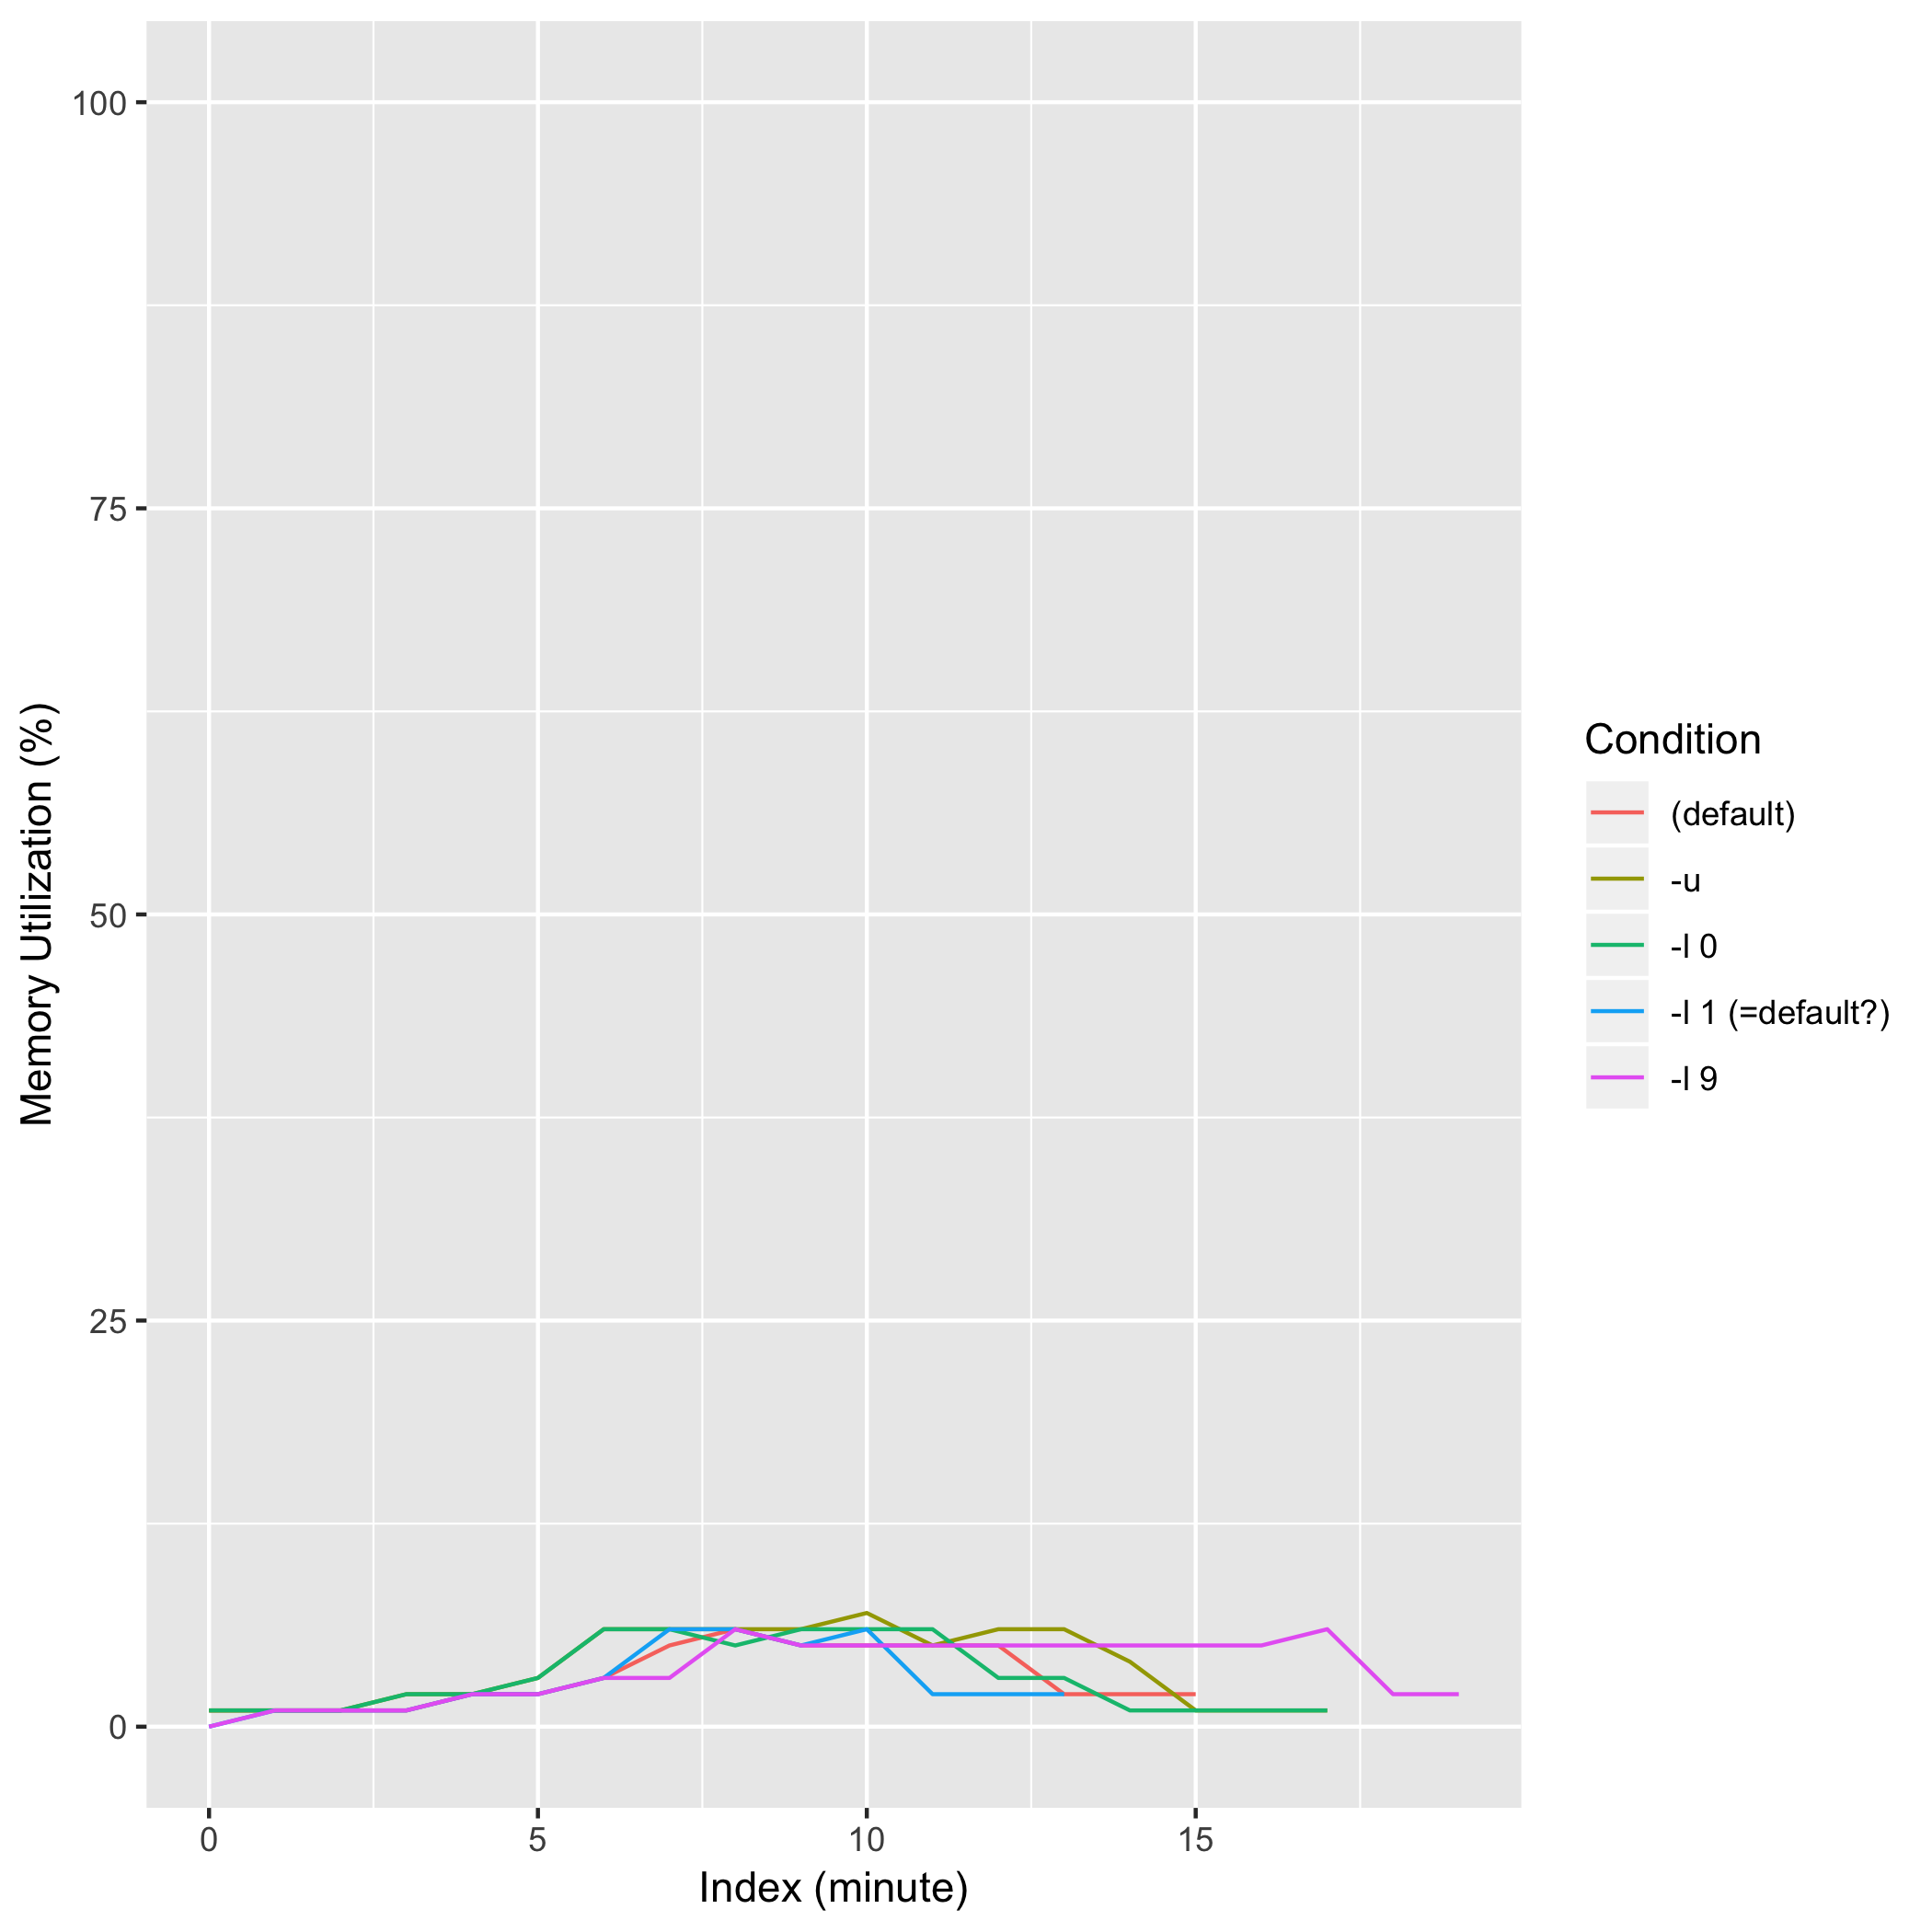 100
75
50
25
0
0 5 10 15
Index (minute)
Memory Utilization (%)
Condition
(default)
-u
-l 0
-l 1 (=default?)
-l 9